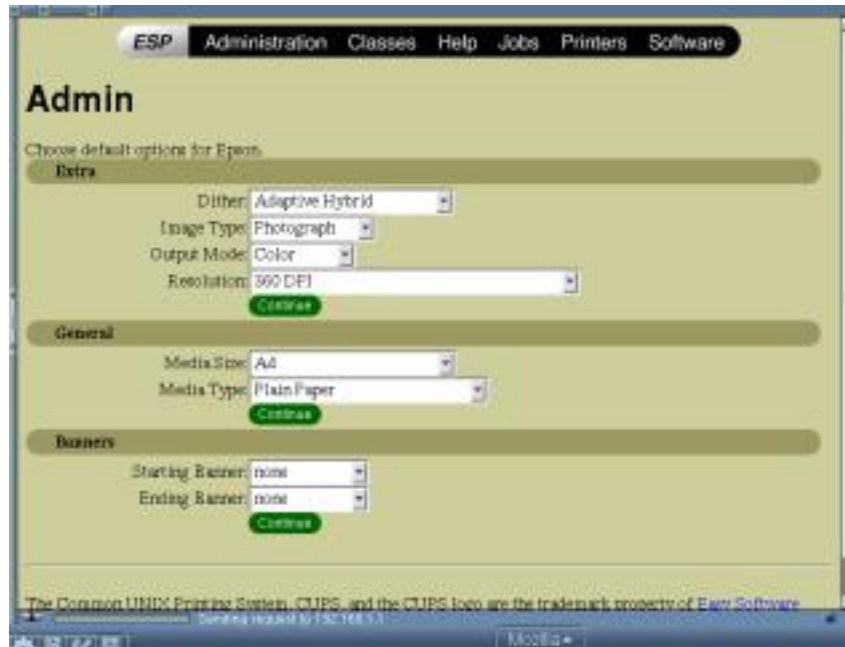 ESP Administration Classes Help Jobs Printers Software
Admin
Choose default options for Epson.
Extra
Dither: Adaptive Hybrid
Image Type: Photograph
Output Mode: Color
Resolution: 360 DPI
Continue
General
Media Size: A4
Media Type: Plain Paper
Continue
Banners
Starting Banner: none
Ending Banner: none
Continue
The Common UNIX Printing System, CUPS, and the CUPS logo are the trademark property of Easy Software
Sending request to 192.168.1.1
Mozilla